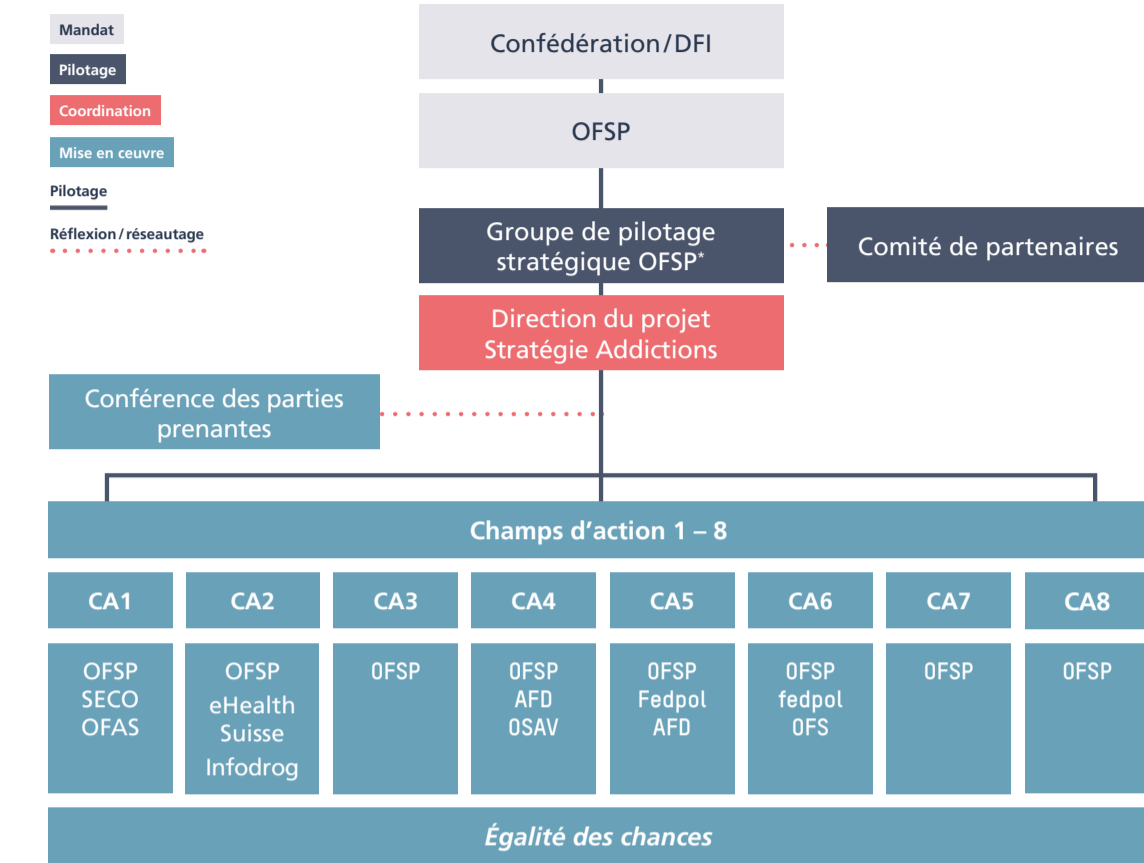 Mandat
Pilotage
Coordination
Mise en ceuvre
Pilotage
Réflexion / réseautage
Confédération / DFI
OFSP
Groupe de pilotage
stratégique OFSP*
Comité de partenaires
Direction du projet
Stratégie Addictions
Conférence des parties
prenantes
Champs d'action 1 – 8
CA1
CA2
CA3
CA4
CA5
CA6
CA7
CA8
OFSP
SECO
OFAS
OFSP
eHealth
Suisse
Infodrog
OFSP
OFSP
AFD
OSAV
OFSP
Fedpol
AFD
OFSP
fedpol
OFS
OFSP
OFSP
Égalité des chances